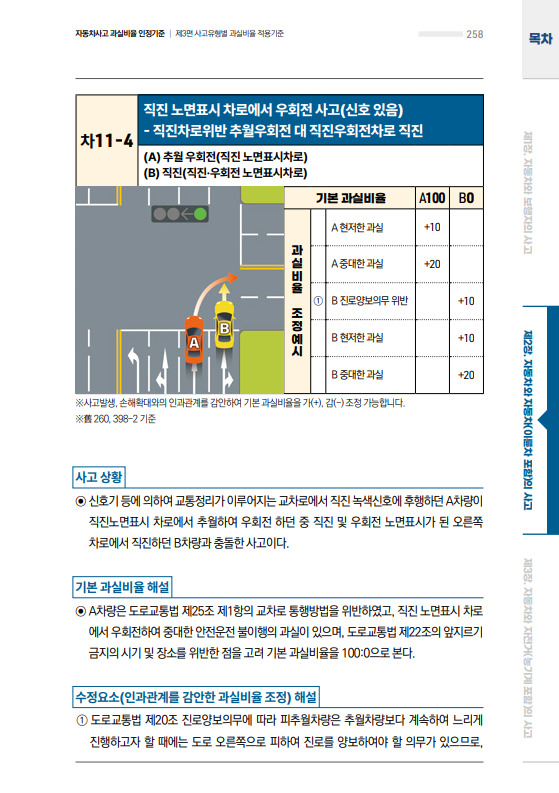 자동차사고 과실비율 인정기준 | 제3편 사고유형별 과실비율 적용기준
258
목차
차11-4
직진 노면표시 차로에서 우회전 사고(신호 있음)
- 직진차로위반 추월우회전 대 직진우회전차로 직진
(A) 추월 우회전(직진 노면표시차로)
(B) 직진(직진·우회전 노면표시차로)
기본 과실비율 A100 B0
과실비율 조정예시
A 현저한 과실 +10
A 중대한 과실 +20
① B 진로양보의무 위반 +10
B 현저한 과실 +10
B 중대한 과실 +20
A
B
※사고발생, 손해확대와의 인과관계를 감안하여 기본 과실비율을 가(+), 감(-) 조정 가능합니다.
※舊 260, 398-2 기준
사고 상황
◉ 신호기 등에 의하여 교통정리가 이루어지는 교차로에서 직진 녹색신호에 후행하던 A차량이
직진노면표시 차로에서 추월하여 우회전 하던 중 직진 및 우회전 노면표시가 된 오른쪽
차로에서 직진하던 B차량과 충돌한 사고이다.
기본 과실비율 해설
◉ A차량은 도로교통법 제25조 제1항의 교차로 통행방법을 위반하였고, 직진 노면표시 차로
에서 우회전하여 중대한 안전운전 불이행의 과실이 있으며, 도로교통법 제22조의 앞지르기
금지의 시기 및 장소를 위반한 점을 고려 기본 과실비율을 100:0으로 본다.
수정요소(인과관계를 감안한 과실비율 조정) 해설
① 도로교통법 제20조 진로양보의무에 따라 피추월차량은 추월차량보다 계속하여 느리게
진행하고자 할 때에는 도로 오른쪽으로 피하여 진로를 양보하여야 할 의무가 있으므로,
제1장. 자동차와 보행자의 사고
제2장. 자동차와 자동차(이륜차 포함)의 사고
제3장. 자동차와 자전거(농기계 포함)의 사고